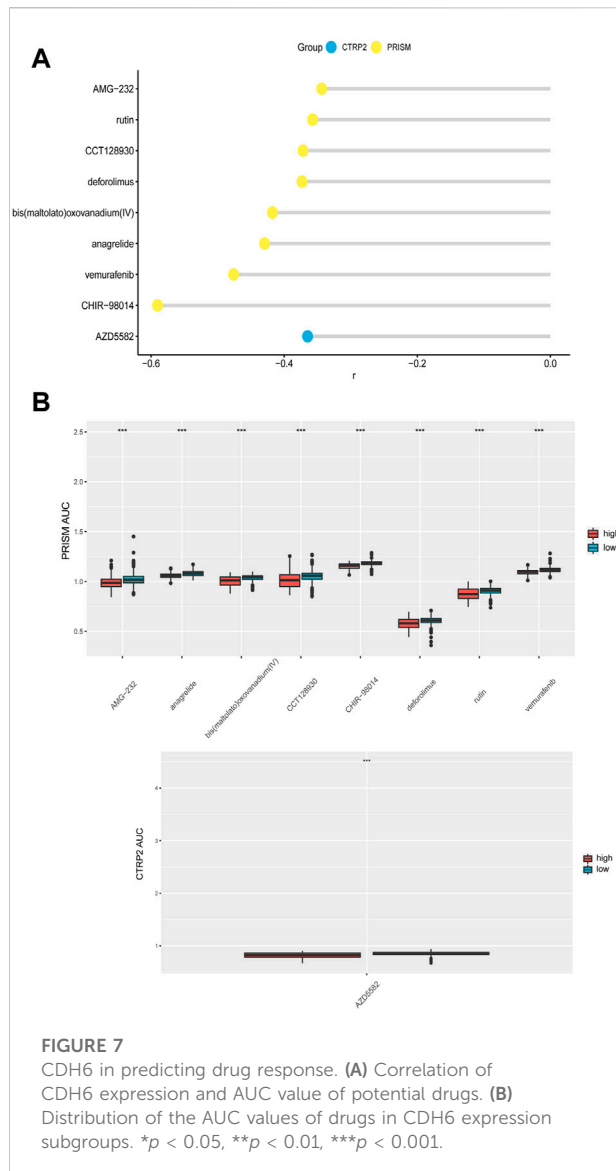 A
Group CTRP2 PRISM
AMG-232
rutin
CCT128930
deforolimus
bis(maltolato)oxovanadium(IV)
anagrelide
vemurafenib
CHIR-98014
AZD5582
−0.6 −0.4 −0.2 0.0
r
B
*** *** *** *** *** *** *** ***
PRISM AUC
2.5
2.0
1.5
1.0
0.5
high
low
AMG-232
anagrelide
bis(maltolato)oxovanadium(IV)
CCT128930
CHIR-98014
deforolimus
rutin
vemurafenib
***
CTRP2 AUC
4
3
2
1
high
low
AZD5582
FIGURE 7
CDH6 in predicting drug response. (A) Correlation of
CDH6 expression and AUC value of potential drugs. (B)
Distribution of the AUC values of drugs in CDH6 expression
subgroups. *p < 0.05, **p < 0.01, ***p < 0.001.